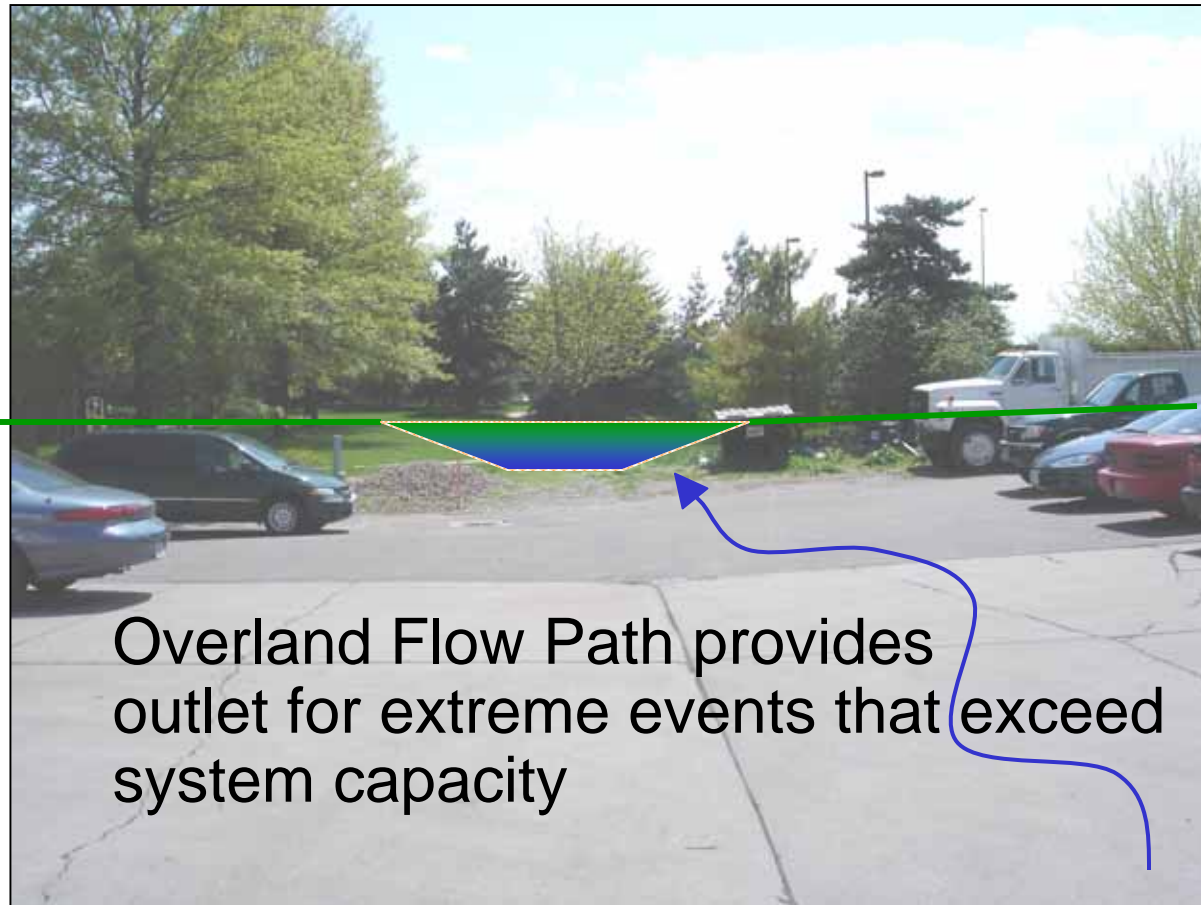 Overland Flow Path provides
outlet for extreme events that exceed
system capacity